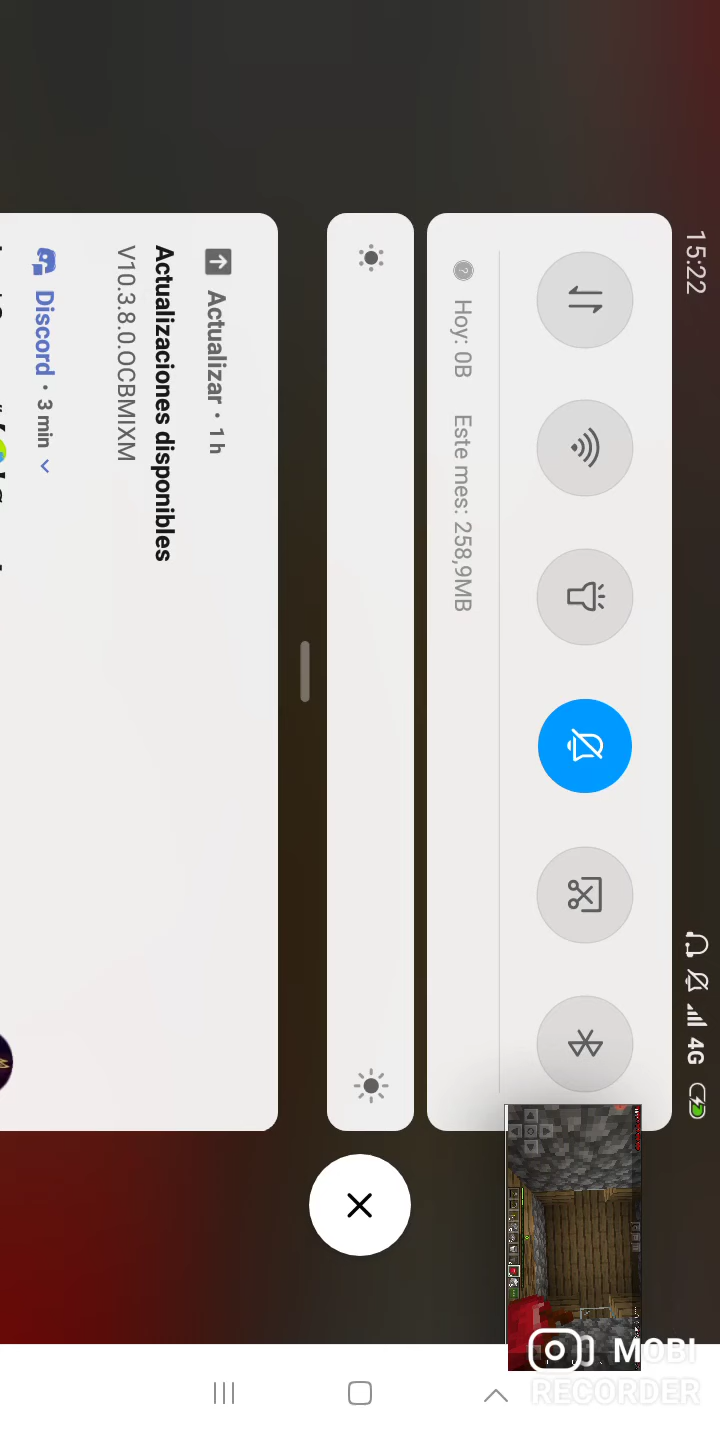 15:22
4G
Hoy: 0B Este mes: 258,9MB
Actualizar • 1 h
Actualizaciones disponibles
V10.3.8.0.OCBMIXM
Discord • 3 min
MOBI
RECORDER